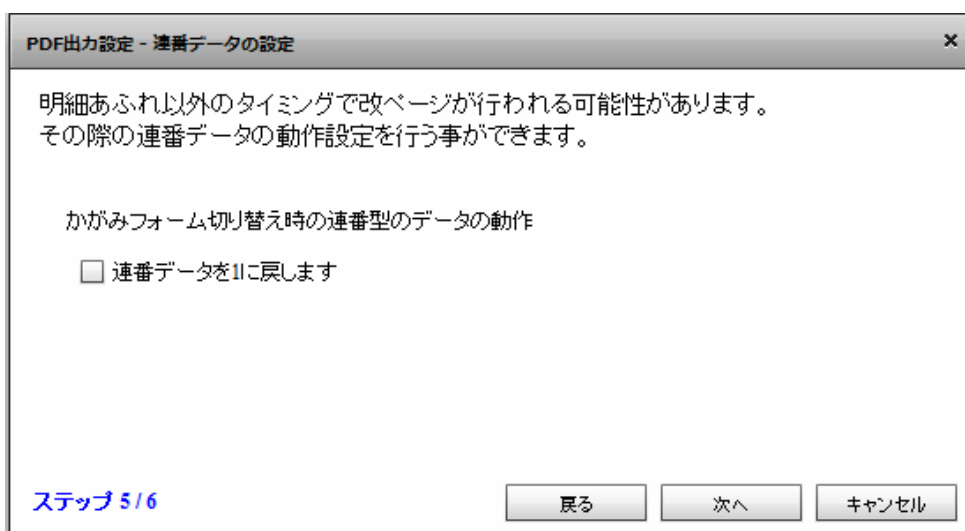 PDF出力設定 - 連番データの設定
×
明細あふれ以外のタイミングで改ページが行われる可能性があります。
その際の連番データの動作設定を行う事ができます。
かがみフォーム切り替え時の連番型のデータの動作
連番データを1に戻します
ステップ 5 / 6
戻る
次へ
キャンセル